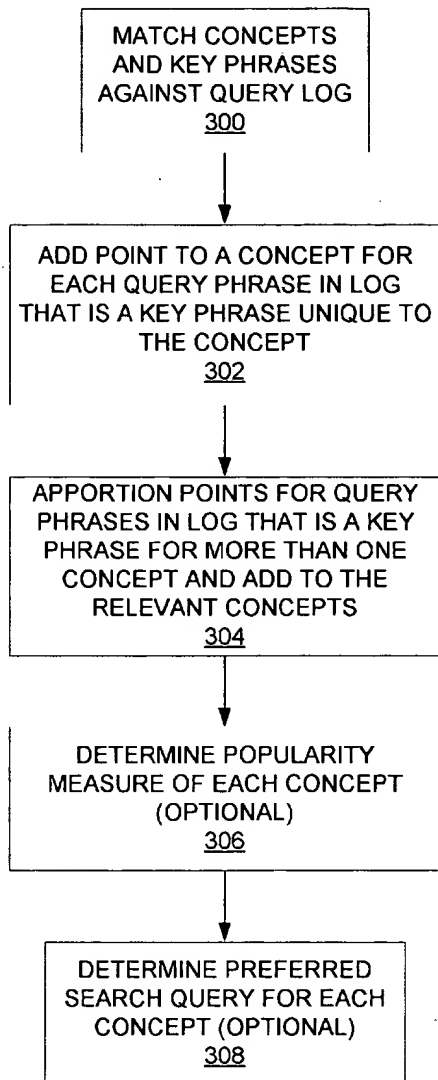 MATCH CONCEPTS
AND KEY PHRASES
AGAINST QUERY LOG
300
ADD POINT TO A CONCEPT FOR
EACH QUERY PHRASE IN LOG
THAT IS A KEY PHRASE UNIQUE TO
THE CONCEPT
302
APPORTION POINTS FOR QUERY
PHRASES IN LOG THAT IS A KEY
PHRASE FOR MORE THAN ONE
CONCEPT AND ADD TO THE
RELEVANT CONCEPTS
304
DETERMINE POPULARITY
MEASURE OF EACH CONCEPT
(OPTIONAL)
306
DETERMINE PREFERRED
SEARCH QUERY FOR EACH
CONCEPT (OPTIONAL)
308